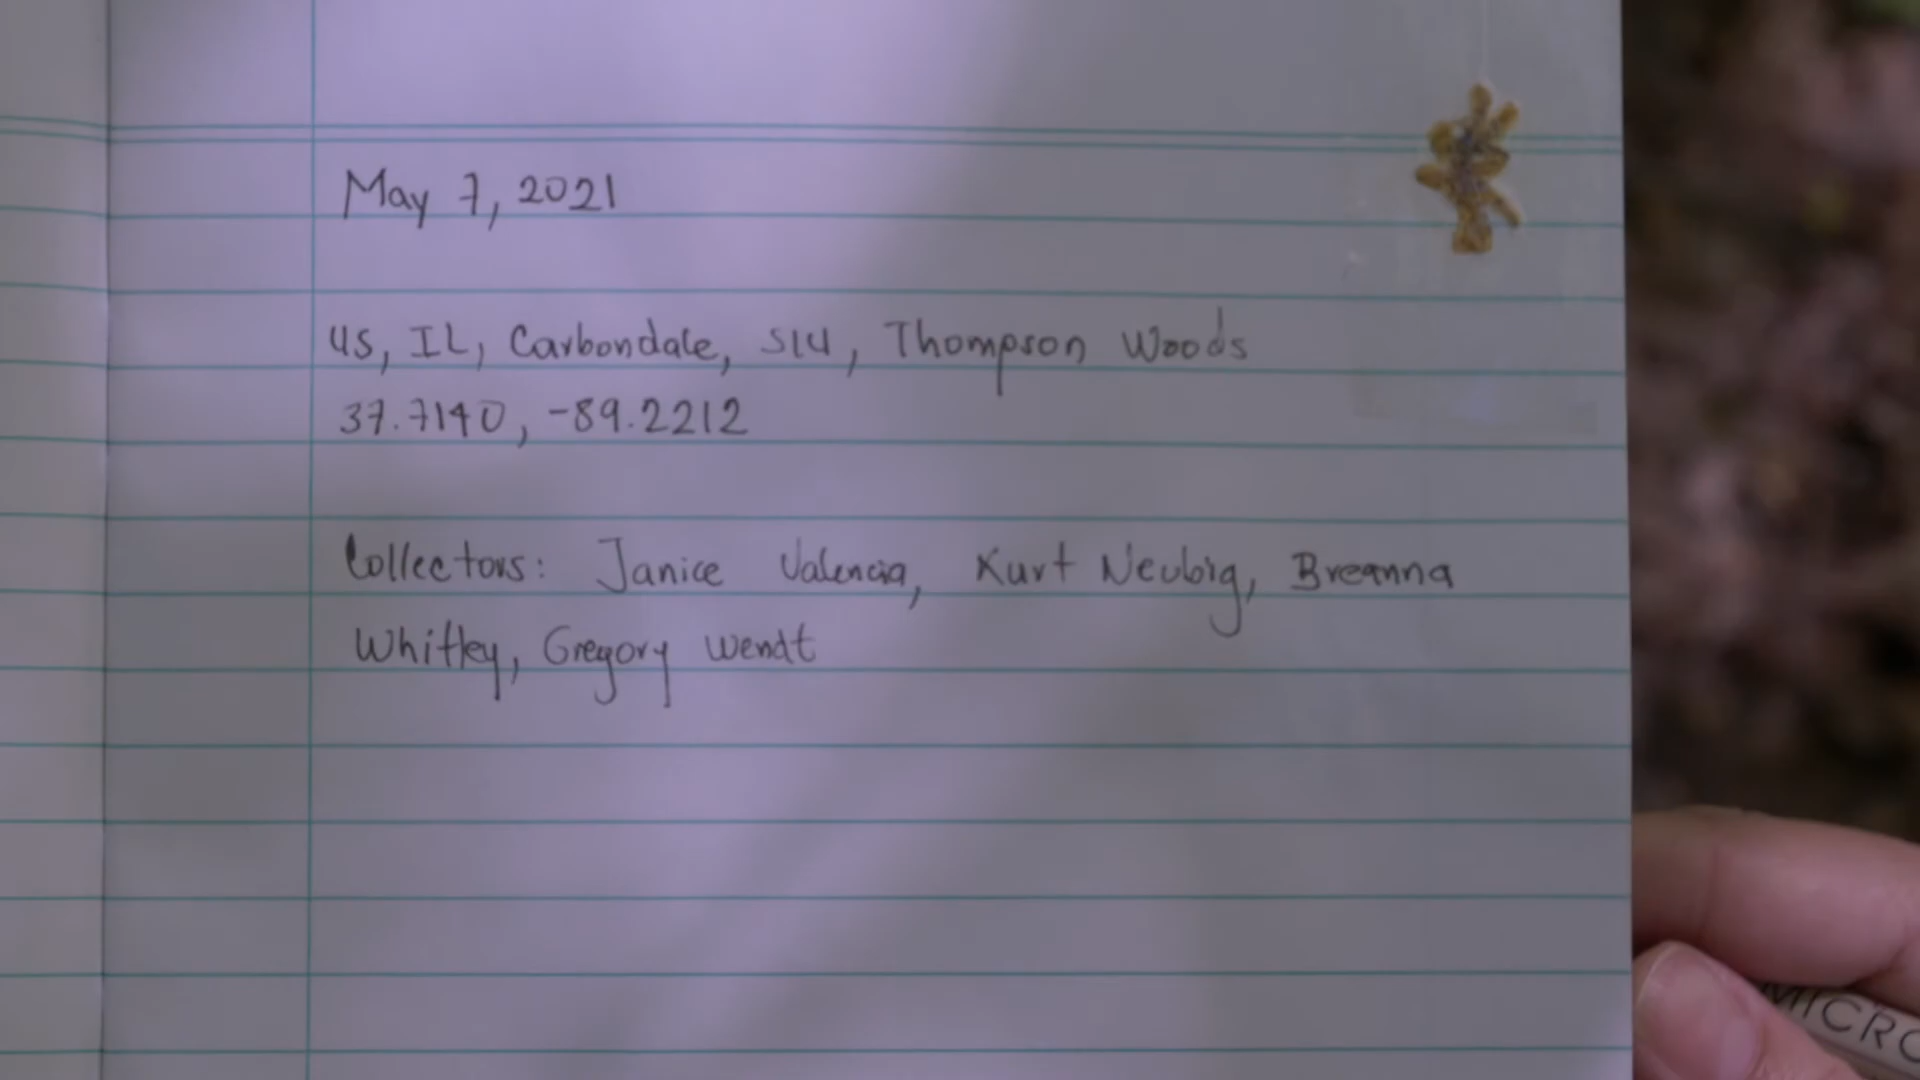 May 7, 2021
US, IL, Carbondale, SIU, Thompson Woods
37.7140, -89.2212
Collectors: Janice Valencia, Kurt Neubig, Breanna
Whitley, Gregory Wendt
MICRO